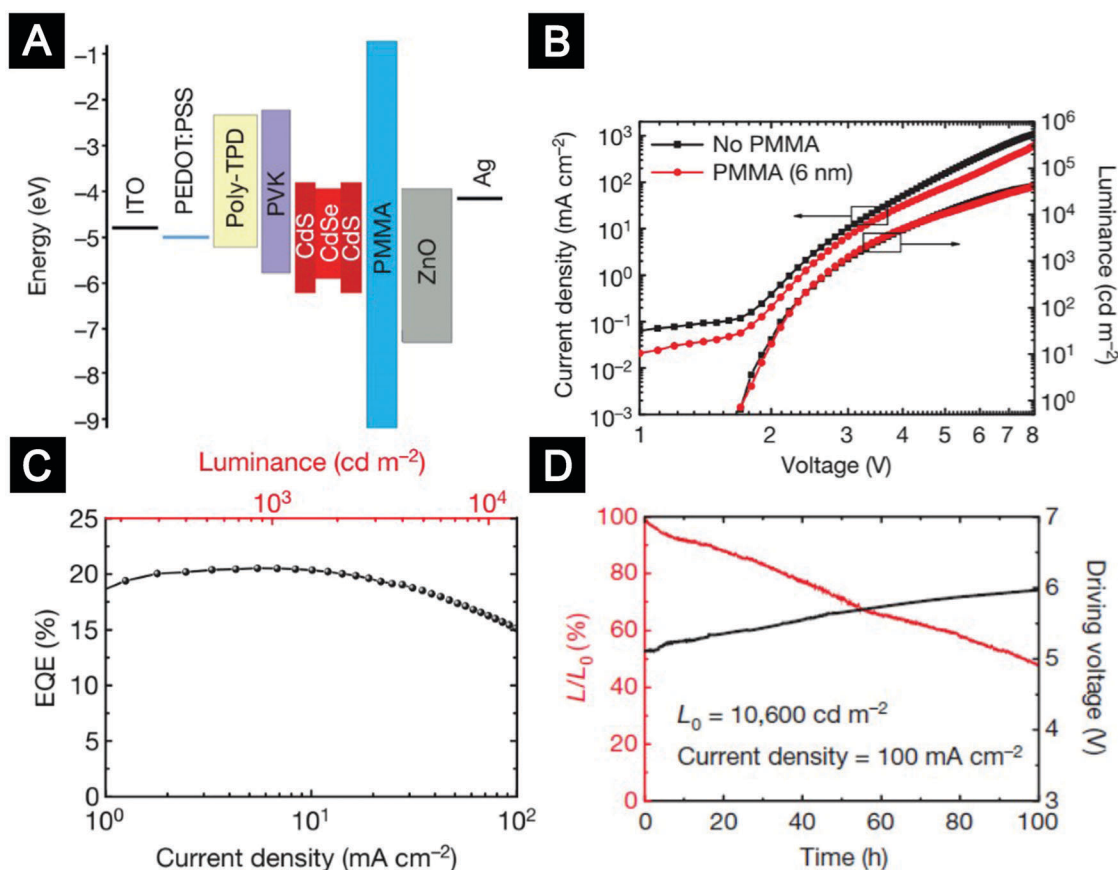 A
Energy (eV)
−1
−2
−3
−4
−5
−6
−7
−8
−9
ITO
PEDOT:PSS
Poly-TPD
PVK
CdS
CdSe
CdS
PMMA
ZnO
Ag
B
Current density (mA cm⁻²)
10³
10²
10¹
10⁰
10⁻¹
10⁻²
10⁻³
No PMMA
PMMA (6 nm)
10⁶
10⁵
10⁴
10³
10²
10¹
10⁰
Luminance (cd m⁻²)
1 2 3 4 5 6 7 8
Voltage (V)
C
Luminance (cd m⁻²)
10³ 10⁴
EQE (%)
25
20
15
10
5
0
10⁰ 10¹ 10²
Current density (mA cm⁻²)
D
L/L₀ (%)
100
80
60
40
20
0
L₀ = 10,600 cd m⁻²
Current density = 100 mA cm⁻²
7
6
5
4
3
Driving voltage (V)
0 20 40 60 80 100
Time (h)